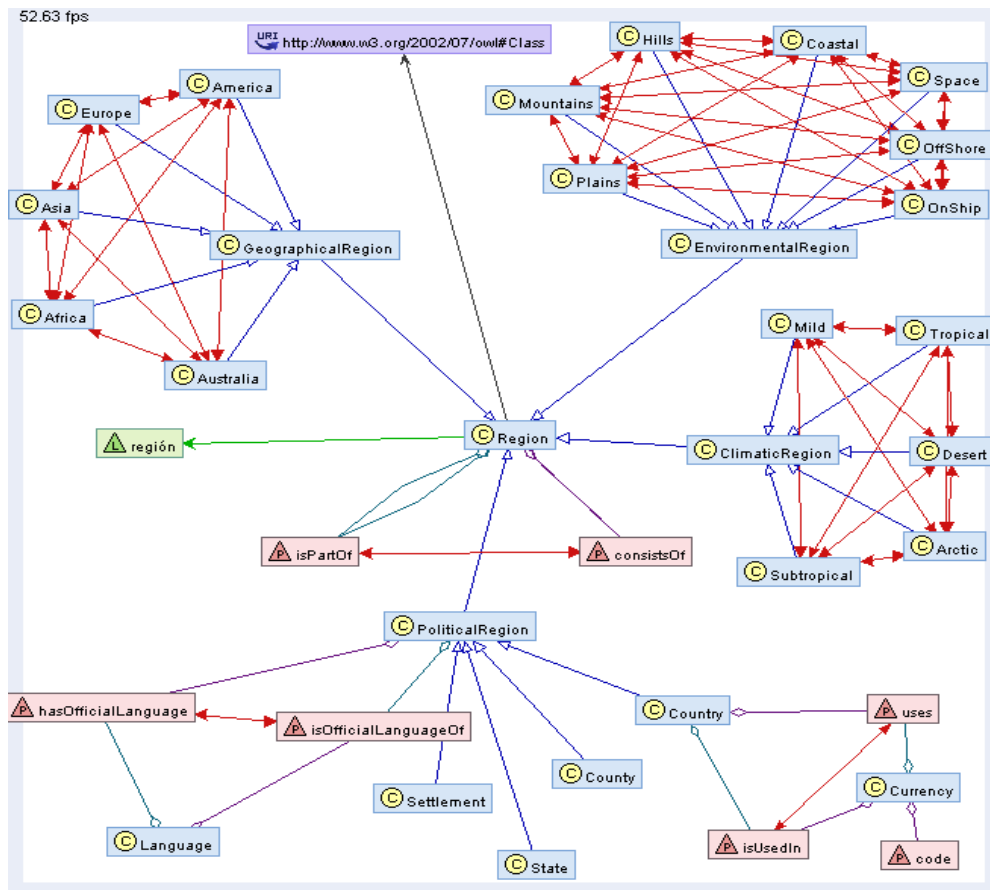 52.63 fps
URI http://www.w3.org/2002/07/owl#Class
C Hills
C Coastal
C America
C Space
C Europe
C Mountains
C OffShore
C Plains
C Asia
C OnShip
C GeographicalRegion
C EnvironmentalRegion
C Africa
C Mild
C Tropical
C Australia
C Region
L región
C ClimaticRegion
C Desert
P isPartOf
P consistsOf
C Arctic
C Subtropical
C PoliticalRegion
P hasOfficialLanguage
C Country
P uses
P isOfficialLanguageOf
C County
C Currency
C Settlement
C Language
P isUsedIn
P code
C State